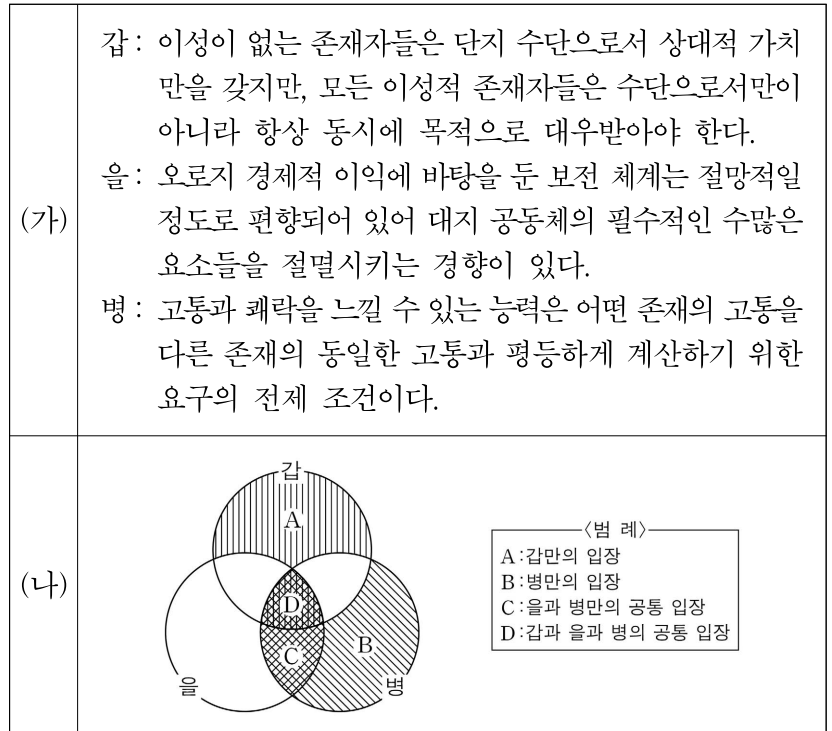 (가)
갑: 이성이 없는 존재자들은 단지 수단으로서 상대적 가치
만을 갖지만, 모든 이성적 존재자들은 수단으로서만이
아니라 항상 동시에 목적으로 대우받아야 한다.
을: 오로지 경제적 이익에 바탕을 둔 보전 체계는 절망적일
정도로 편향되어 있어 대지 공동체의 필수적인 수많은
요소들을 절멸시키는 경향이 있다.
병: 고통과 쾌락을 느낄 수 있는 능력은 어떤 존재의 고통을
다른 존재의 동일한 고통과 평등하게 계산하기 위한
요구의 전제 조건이다.
(나)
갑
A
D
B
C
을
병
〈범 례〉
A:갑만의 입장
B:병만의 입장
C:을과 병만의 공통 입장
D:갑과 을과 병의 공통 입장